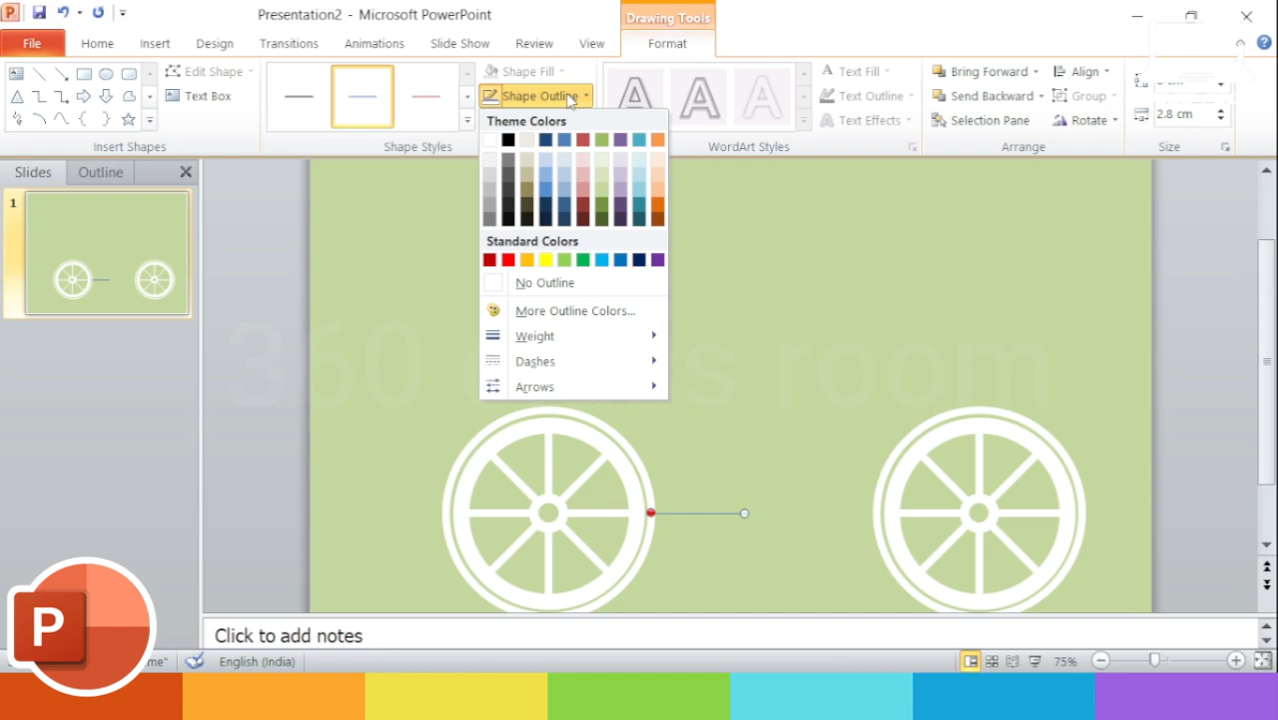 Presentation2 - Microsoft PowerPoint
Drawing Tools
File Home Insert Design Transitions Animations Slide Show Review View Format
Edit Shape
Text Box
Insert Shapes
Shape Fill
Shape Outline
Shape Styles
Text Fill
Text Outline
Text Effects
WordArt Styles
Bring Forward
Send Backward
Selection Pane
Align
Group
Rotate
Arrange
2.8 cm
Size
Theme Colors
Standard Colors
No Outline
More Outline Colors...
Weight
Dashes
Arrows
Slides Outline
1
360 class room
Click to add notes
P
English (India)
75%